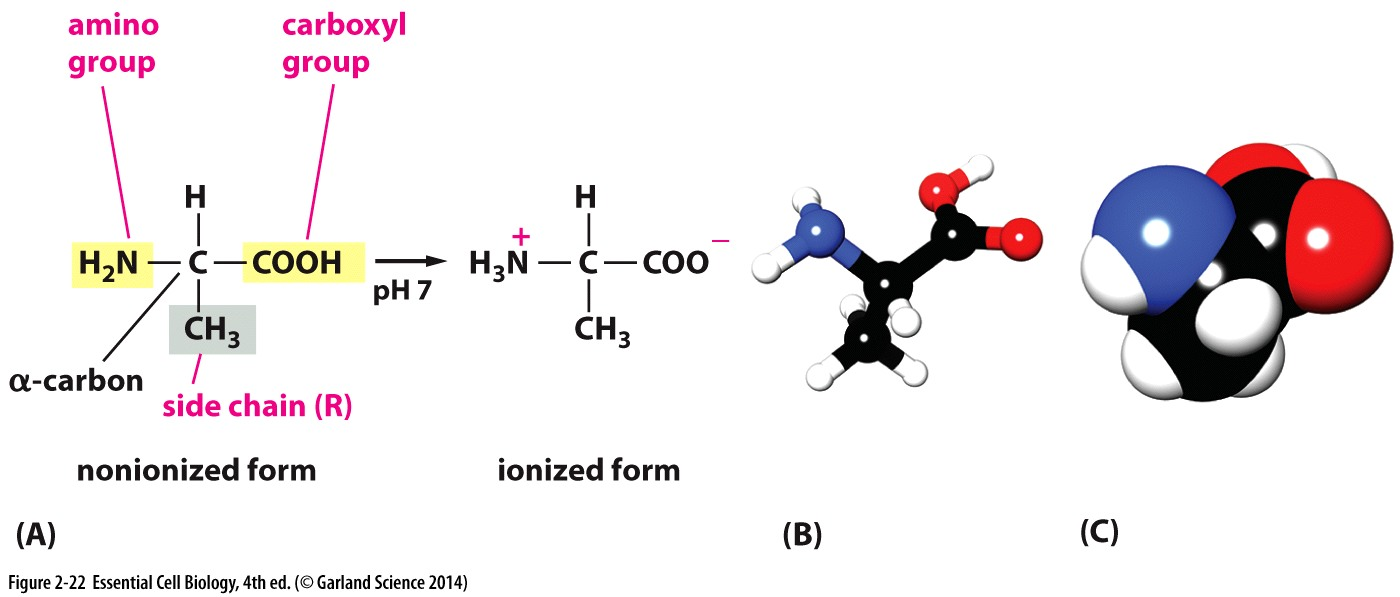 amino
group
carboxyl
group
H
H₂N — C — COOH
CH₃
α-carbon
side chain (R)
nonionized form
pH 7
H
+
H₃N — C — COO⁻
CH₃
ionized form
(A)
(B)
(C)
Figure 2-22 Essential Cell Biology, 4th ed. (© Garland Science 2014)